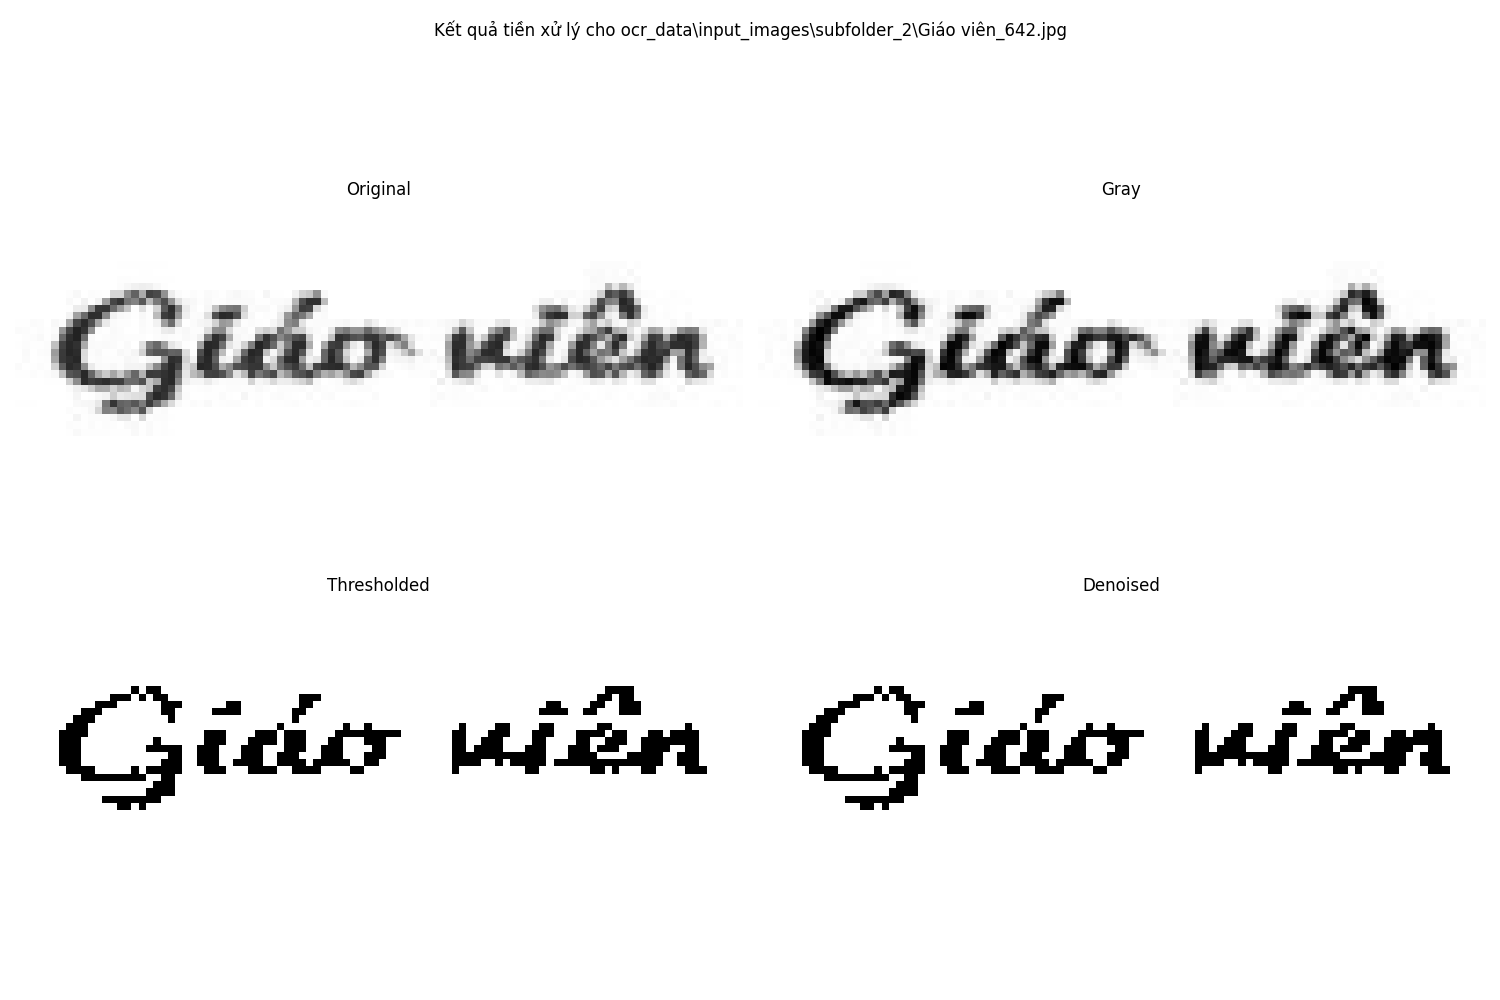 Kết quả tiền xử lý cho ocr_data\input_images\subfolder_2\Giáo viên_642.jpg
Original
Gray
Giáo viên
Giáo viên
Thresholded
Denoised
Giáo viên
Giáo viên